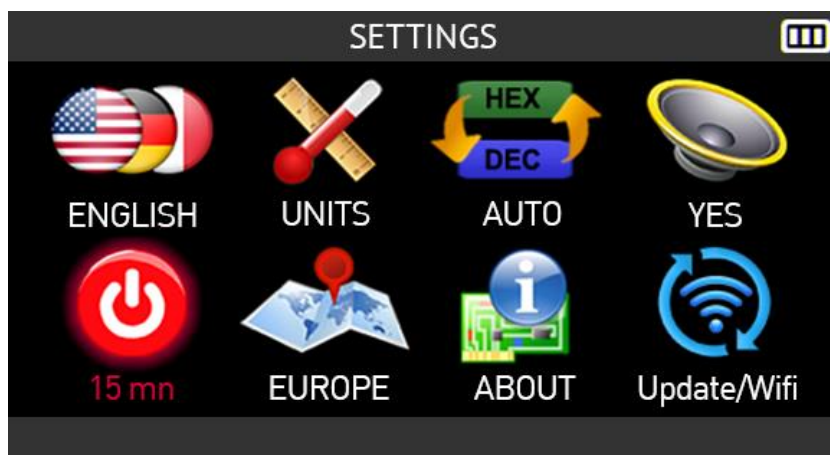 SETTINGS
HEX
DEC
ENGLISH UNITS AUTO YES
i
15 mn EUROPE ABOUT Update/Wifi